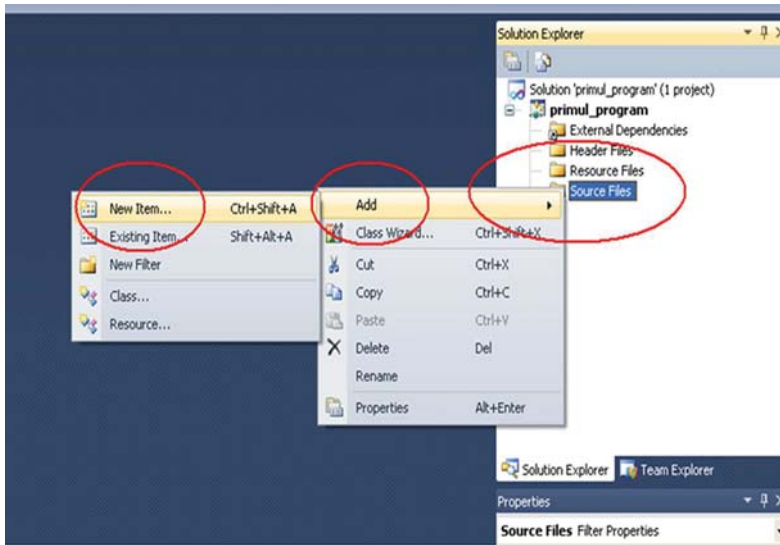 Solution Explorer
Solution 'primul_program' (1 project)
primul_program
External Dependencies
Header Files
Resource Files
Source Files
New Item... Ctrl+Shift+A
Existing Item... Shift+Alt+A
New Filter
Class...
Resource...
Add
Class Wizard... Ctrl+Shift+X
Cut Ctrl+X
Copy Ctrl+C
Paste Ctrl+V
Delete Del
Rename
Properties Alt+Enter
Solution Explorer Team Explorer
Properties
Source Files Filter Properties